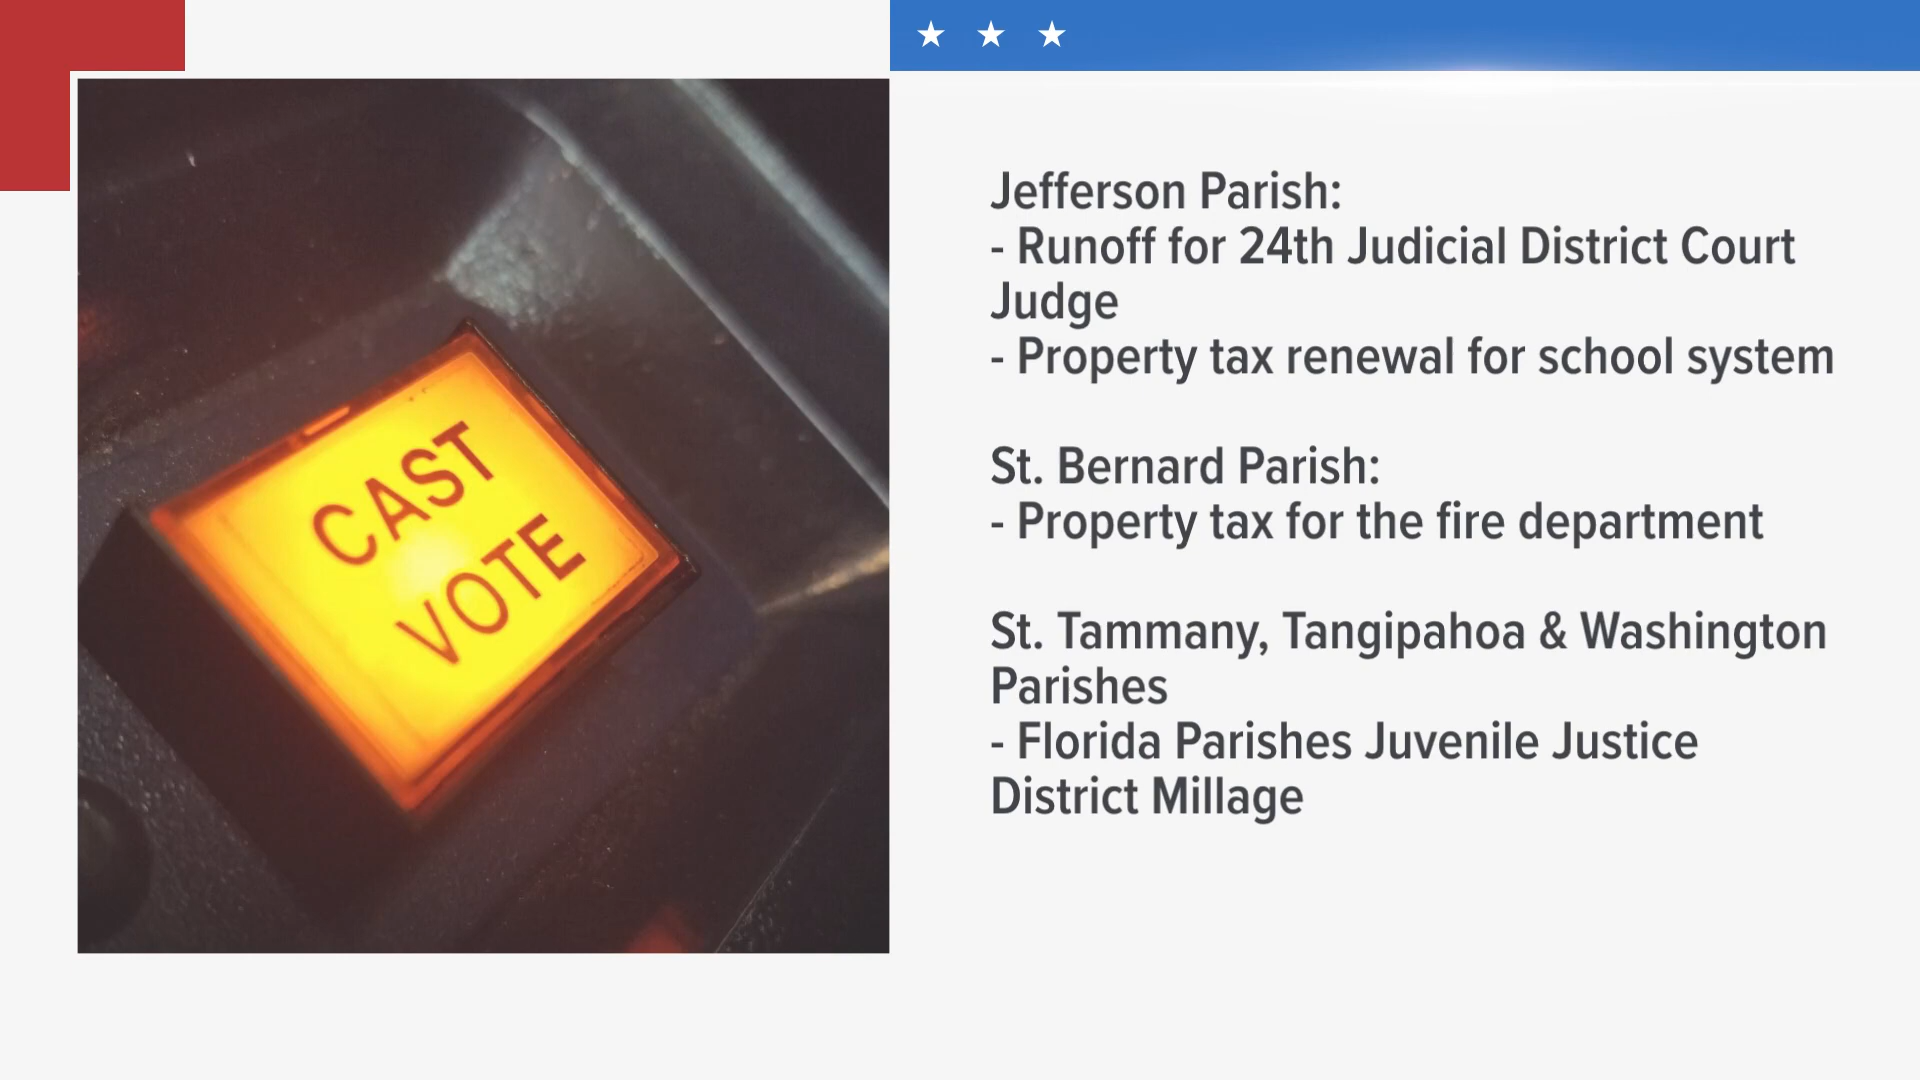 CAST
VOTE
Jefferson Parish:
- Runoff for 24th Judicial District Court
Judge
- Property tax renewal for school system
St. Bernard Parish:
- Property tax for the fire department
St. Tammany, Tangipahoa & Washington
Parishes
- Florida Parishes Juvenile Justice
District Millage